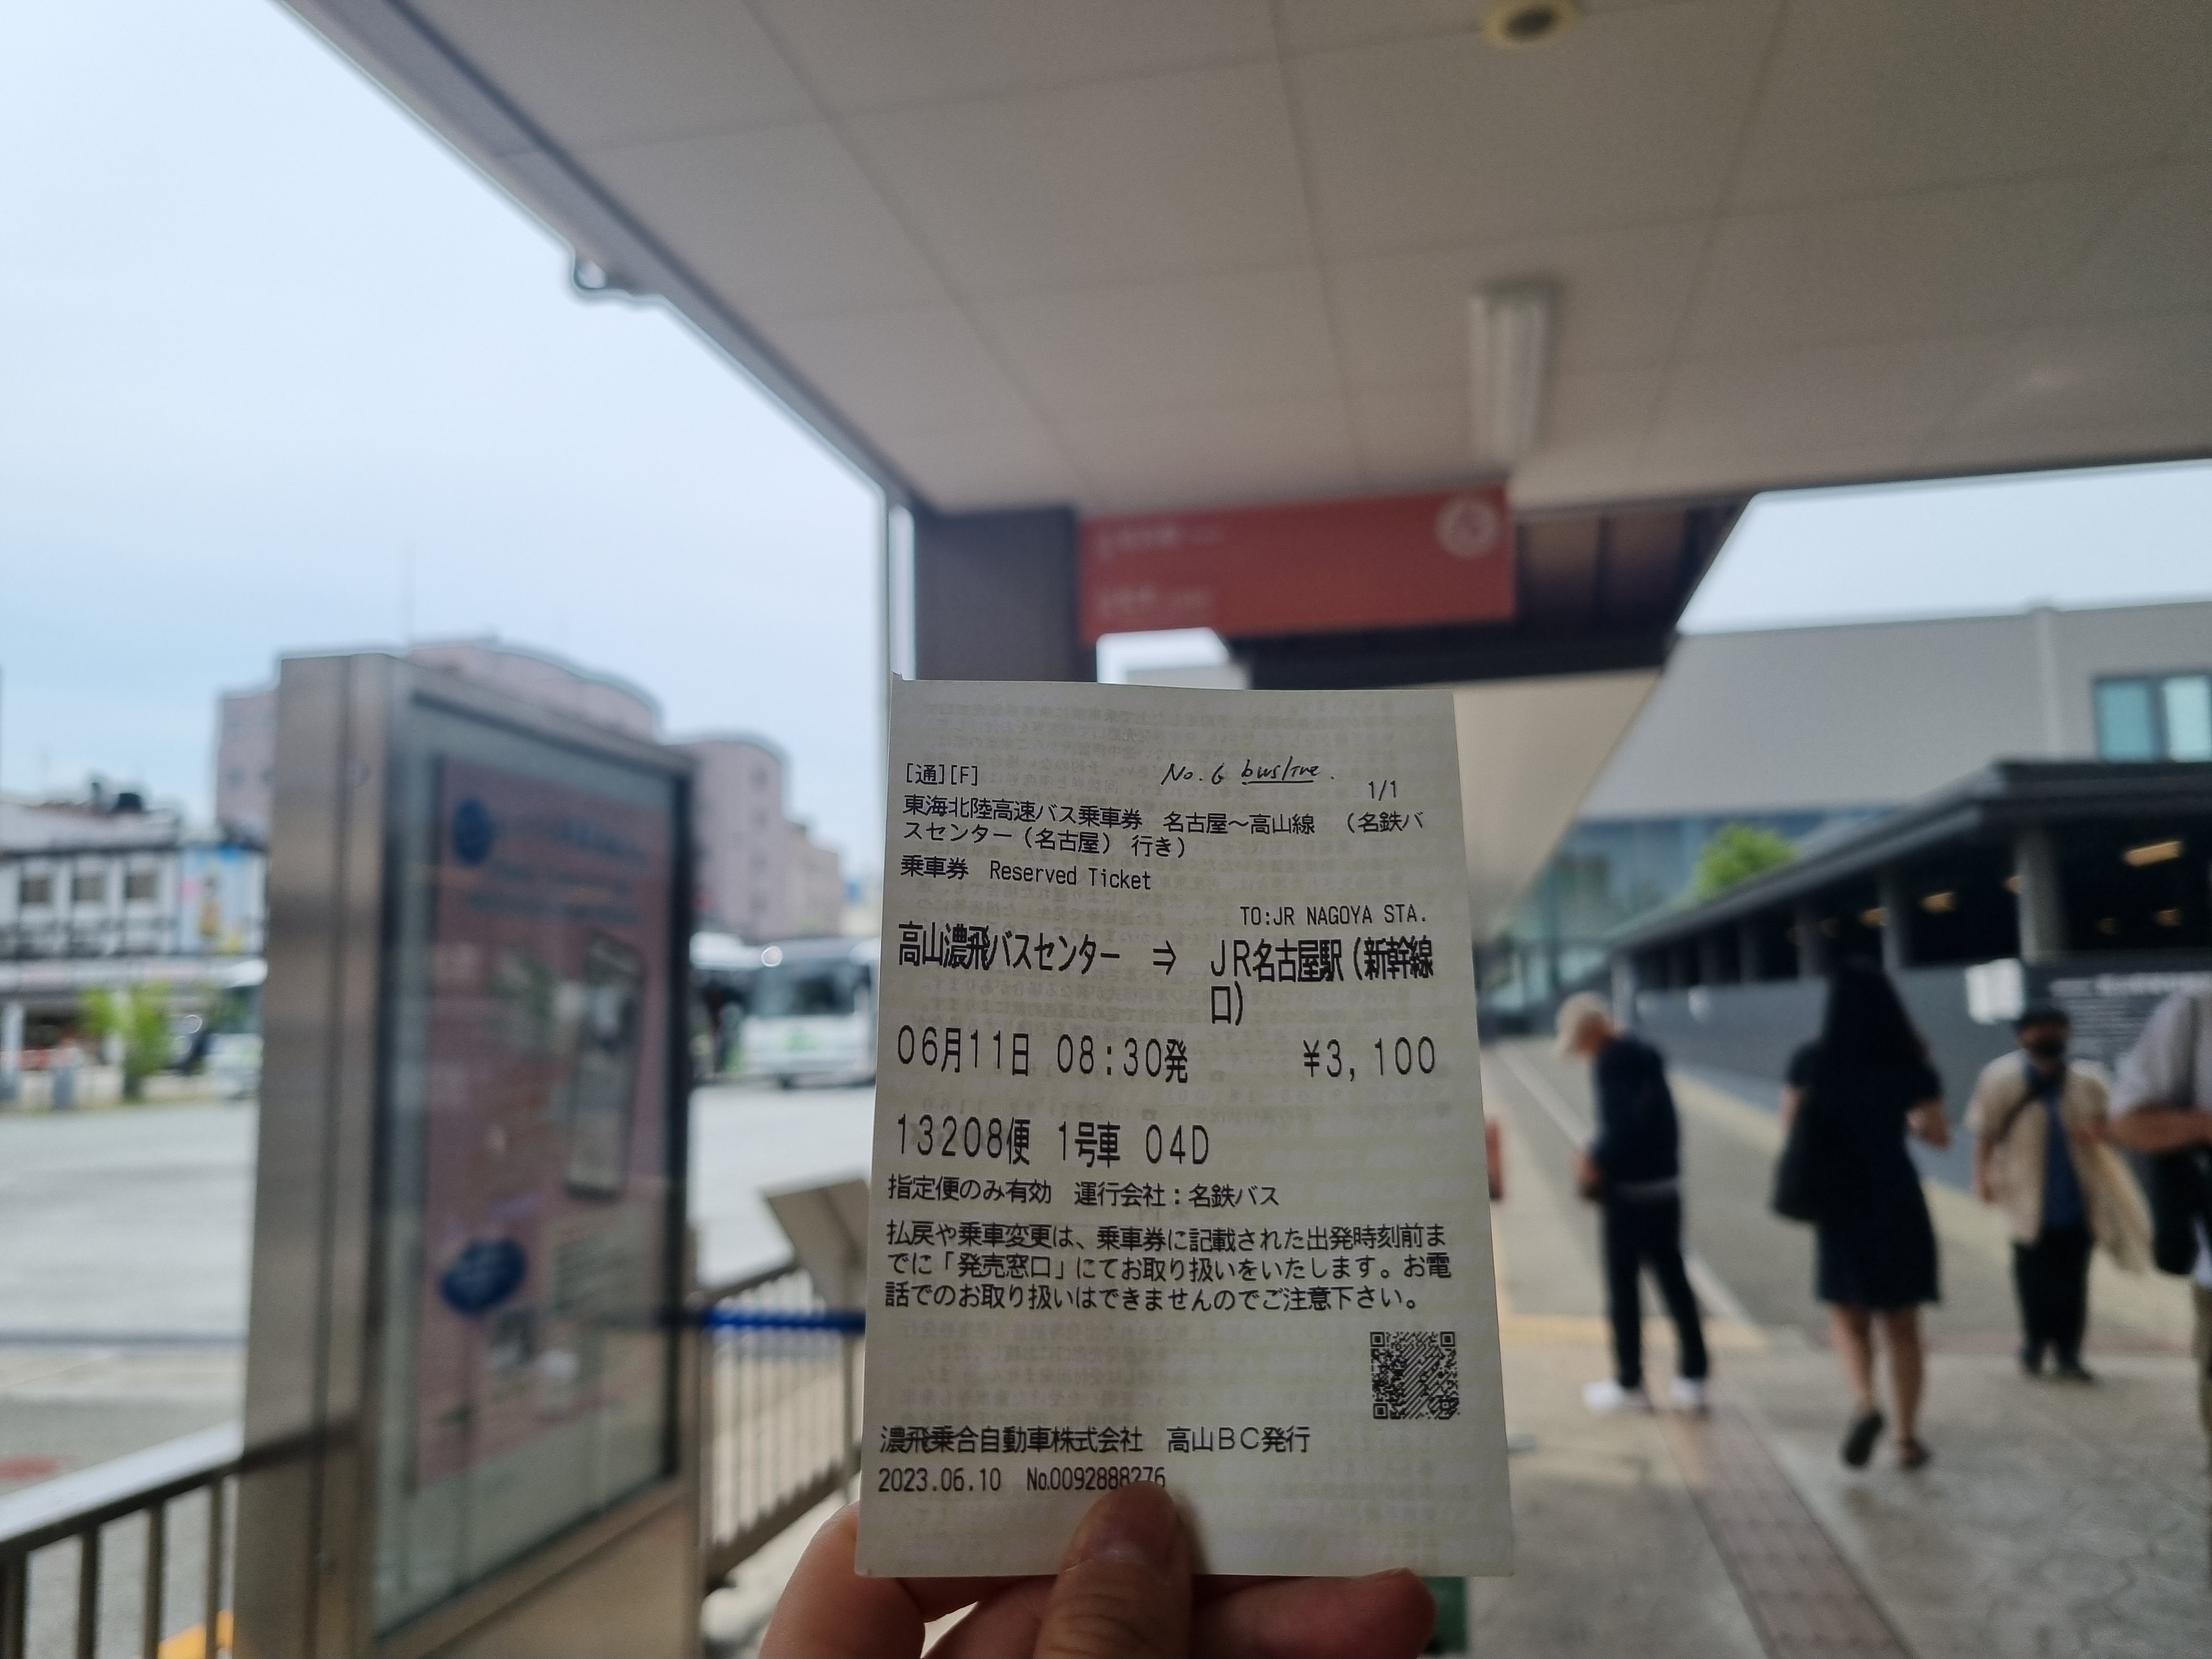 [通][F]
No. 6 busline.
1/1
東海北陸高速バス乗車券 名古屋～高山線 （名鉄バ
スセンター（名古屋） 行き）
乗車券 Reserved Ticket
TO:JR NAGOYA STA.
高山濃飛バスセンター ⇒ ＪＲ名古屋駅（新幹線
口）
06月11日 08:30発 ¥3,100
13208便 1号車 04D
指定便のみ有効 運行会社：名鉄バス
払戻や乗車変更は、乗車券に記載された出発時刻前ま
でに「発売窓口」にてお取り扱いをいたします。お電
話でのお取り扱いはできませんのでご注意下さい。
濃飛乗合自動車株式会社 高山ＢＣ発行
2023.06.10 No.0092888276